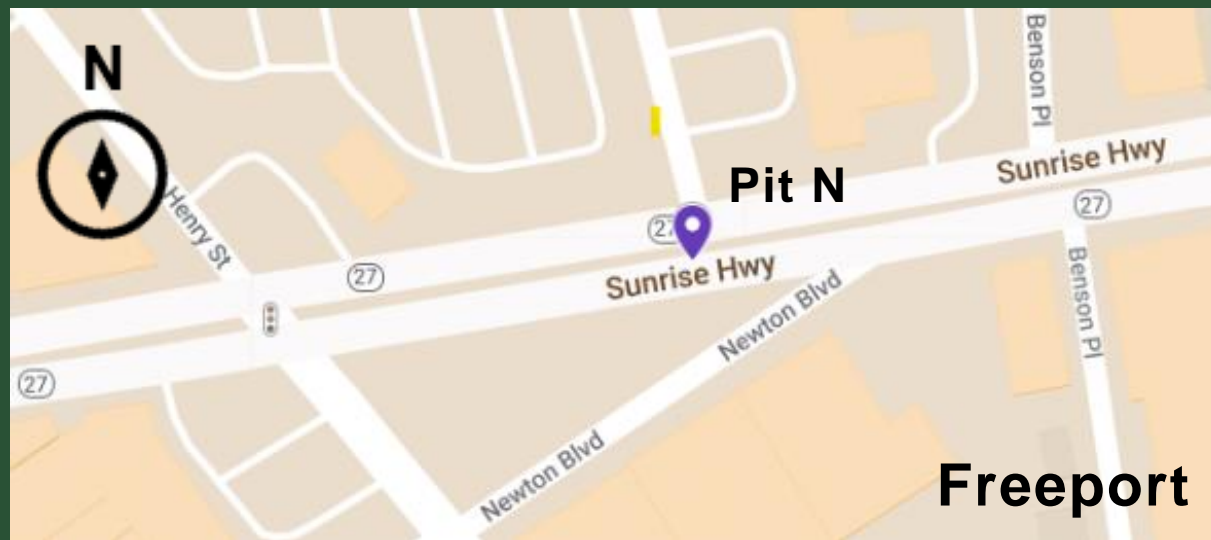 N
Benson Pl
Sunrise Hwy
Pit N
Henry St
27
27
27
Sunrise Hwy
Newton Blvd
Benson Pl
27
Newton Blvd
Freeport